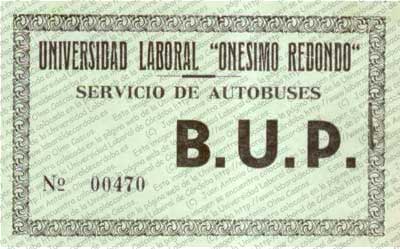 UNIVERSIDAD LABORAL "ONESIMO REDONDO"
SERVICIO DE AUTOBUSES
B.U.P.
Nº 00470